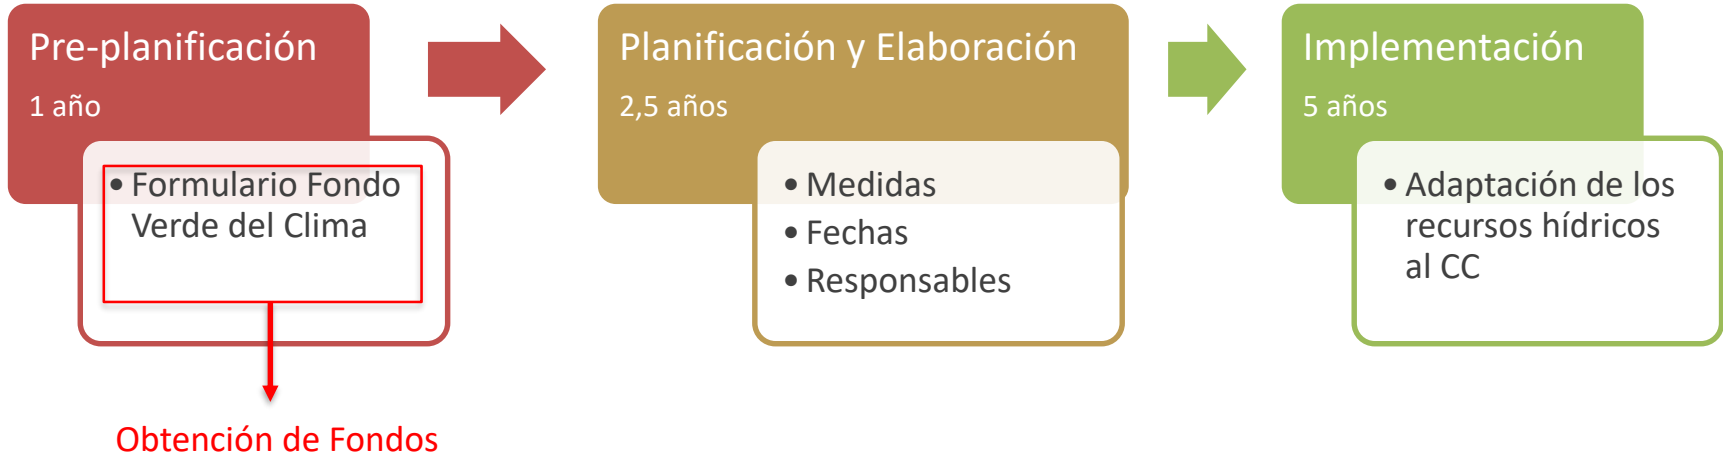 Pre-planificación
1 año
• Formulario Fondo
Verde del Clima
Obtención de Fondos
Planificación y Elaboración
2,5 años
• Medidas
• Fechas
• Responsables
Implementación
5 años
• Adaptación de los
recursos hídricos
al CC